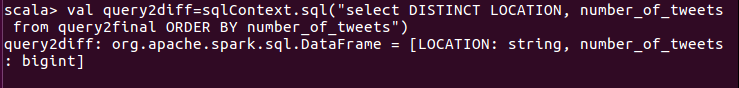 scala> val query2diff=sqlContext.sql("select DISTINCT LOCATION, number_of_tweets
 from query2final ORDER BY number_of_tweets")
query2diff: org.apache.spark.sql.DataFrame = [LOCATION: string, number_of_tweets
: bigint]